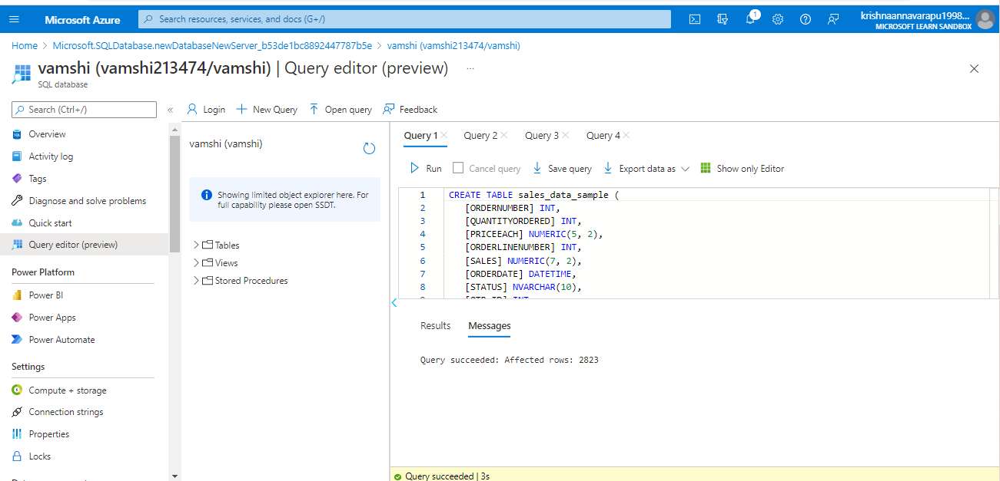 Microsoft Azure
Search resources, services, and docs (G+/)
1
krishnaannavarapu1998...
MICROSOFT LEARN SANDBOX
Home > Microsoft.SQLDatabase.newDatabaseNewServer_b53de1bc8892447787b5e > vamshi (vamshi213474/vamshi)
vamshi (vamshi213474/vamshi) | Query editor (preview) ...
SQL database
Search (Ctrl+/)
«
Overview
Activity log
Tags
Diagnose and solve problems
Quick start
Query editor (preview)
Power Platform
Power BI
Power Apps
Power Automate
Settings
Compute + storage
Connection strings
Properties
Locks
Login
New Query
Open query
Feedback
vamshi (vamshi)
Showing limited object explorer here. For
full capability please open SSDT.
Tables
Views
Stored Procedures
Query 1
Query 2
Query 3
Query 4
Run
Cancel query
Save query
Export data as
Show only Editor
1 CREATE TABLE sales_data_sample (
2 [ORDERNUMBER] INT,
3 [QUANTITYORDERED] INT,
4 [PRICEEACH] NUMERIC(5, 2),
5 [ORDERLINENUMBER] INT,
6 [SALES] NUMERIC(7, 2),
7 [ORDERDATE] DATETIME,
8 [STATUS] NVARCHAR(10),
Results
Messages
Query succeeded: Affected rows: 2823
Query succeeded | 3s